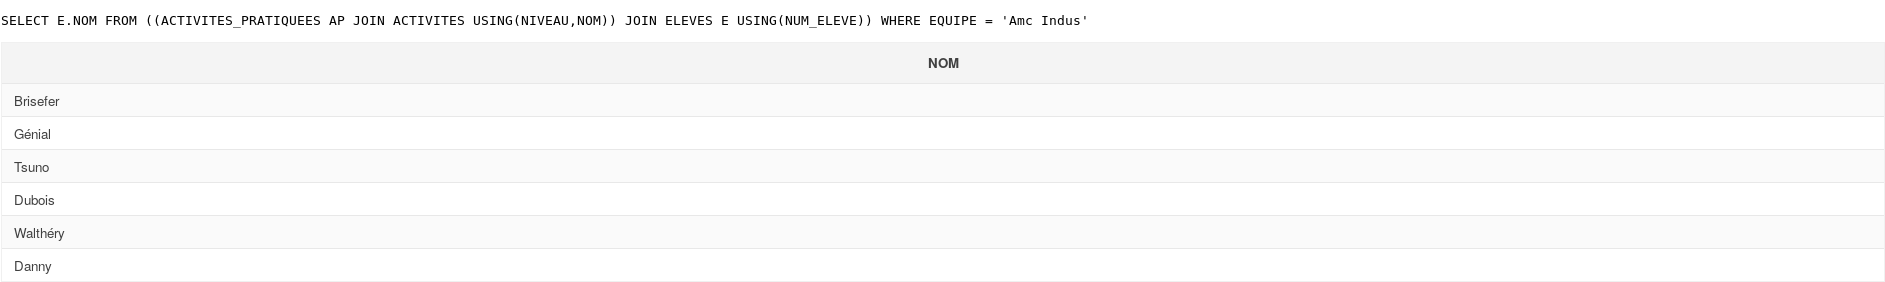 SELECT E.NOM FROM ((ACTIVITES_PRATIQUEES AP JOIN ACTIVITES USING(NIVEAU,NOM)) JOIN ELEVES E USING(NUM_ELEVE)) WHERE EQUIPE = 'Amc Indus'
NOM
Brisefer
Génial
Tsuno
Dubois
Walthéry
Danny